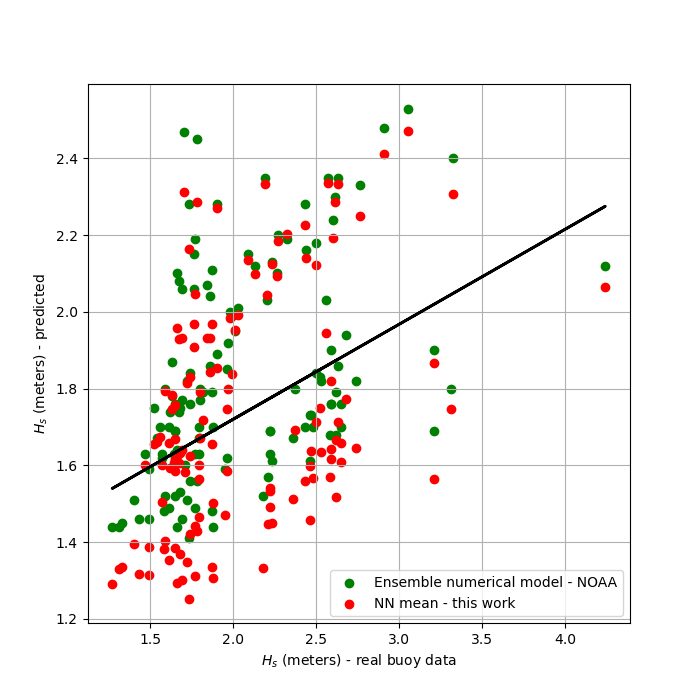 2.4
2.2
2.0
1.8
1.6
1.4
1.2
Hs (meters) - predicted
Ensemble numerical model - NOAA
NN mean - this work
1.5 2.0 2.5 3.0 3.5 4.0
Hs (meters) - real buoy data